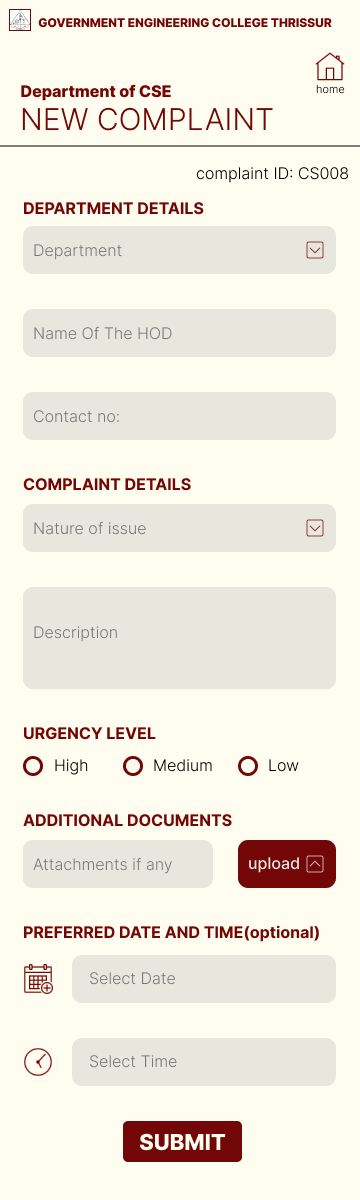 GOVERNMENT ENGINEERING COLLEGE THRISSUR
home
Department of CSE
NEW COMPLAINT
complaint ID: CS008
DEPARTMENT DETAILS
Department
Name Of The HOD
Contact no:
COMPLAINT DETAILS
Nature of issue
Description
URGENCY LEVEL
High Medium Low
ADDITIONAL DOCUMENTS
Attachments if any upload
PREFERRED DATE AND TIME(optional)
Select Date
Select Time
SUBMIT